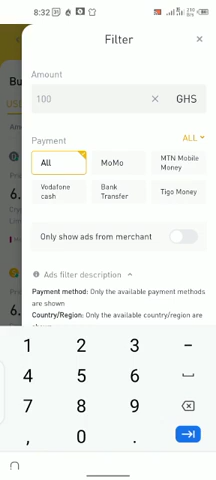 8:32
Filter
Amount
100 GHS
Payment ALL
All
MoMo
MTN Mobile
Money
Vodafone
cash
Bank
Transfer
Tigo Money
Only show ads from merchant
Ads filter description
Payment method: Only the available payment methods
are shown
Country/Region: Only the available country/region are
1 2 3 -
4 5 6
7 8 9
, 0 .